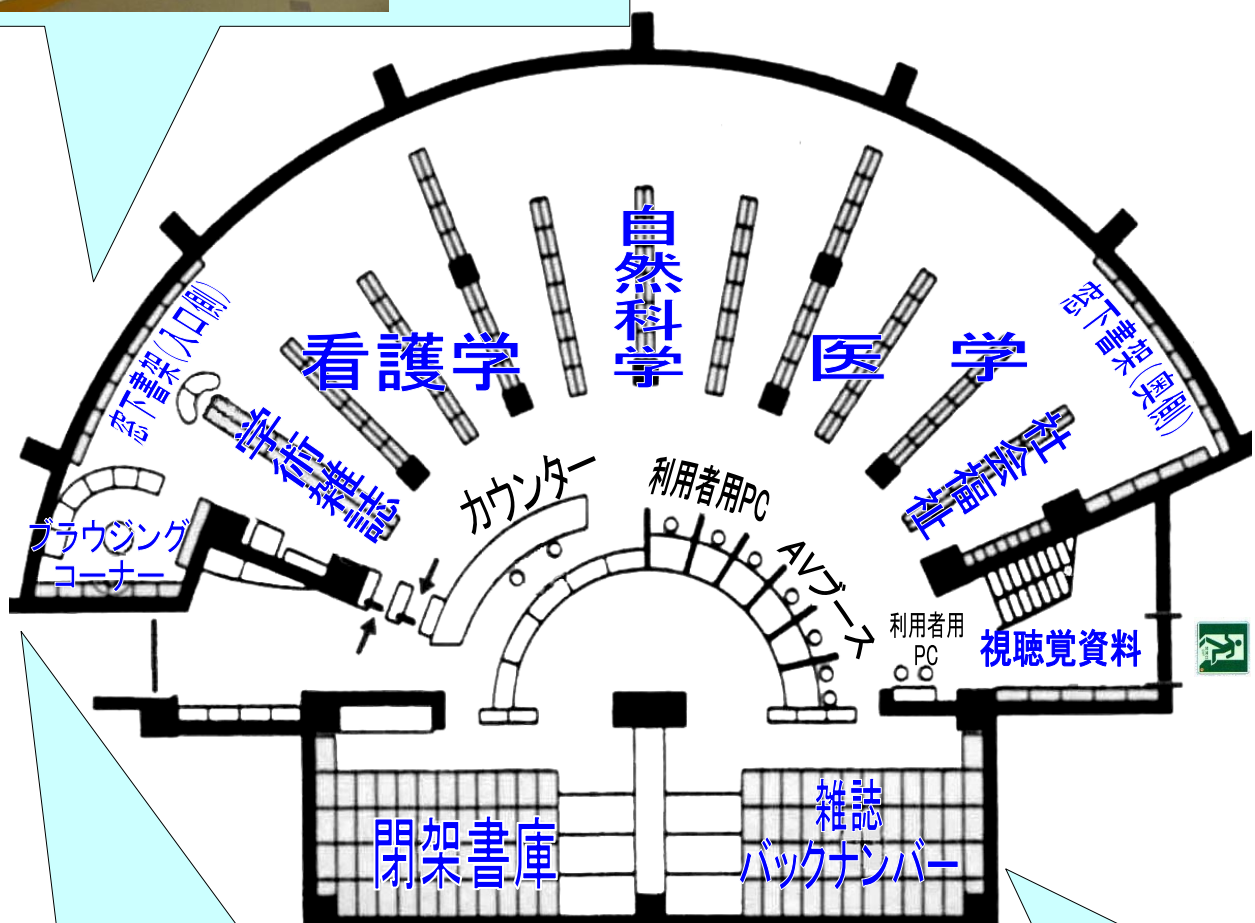 自然科学
看護学
医学
窓下書架(入口側)
窓下書架(奥側)
学術雑誌
社会福祉
カウンター
利用者用PC
AVブース
ブラウジング
コーナー
利用者用
PC
視聴覚資料
閉架書庫
雑誌
バックナンバー